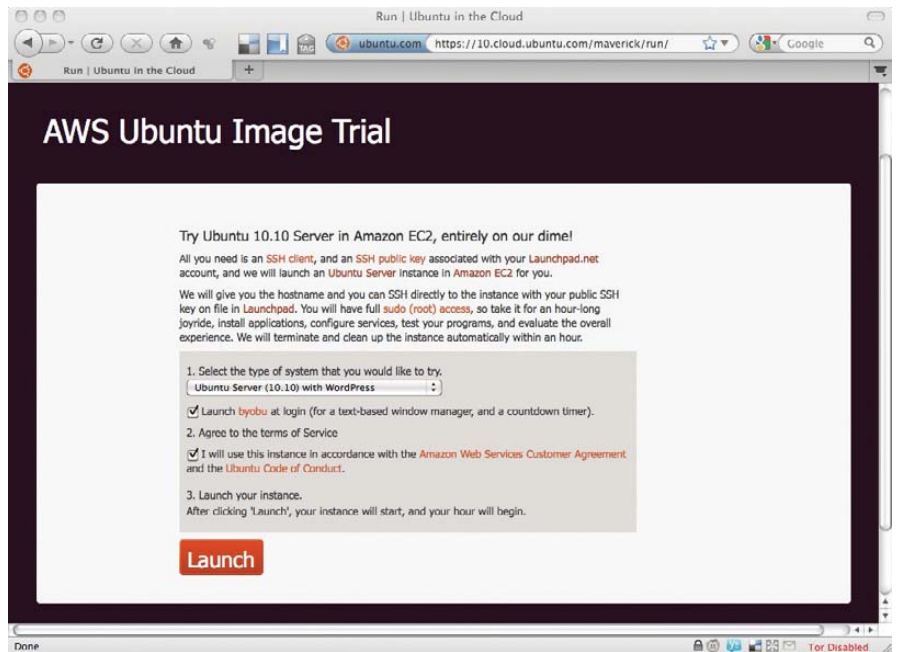 Run | Ubuntu in the Cloud
ubuntu.com https://10.cloud.ubuntu.com/maverick/run/
Google
Run | Ubuntu in the Cloud
AWS Ubuntu Image Trial
Try Ubuntu 10.10 Server in Amazon EC2, entirely on our dime!
All you need is an SSH client, and an SSH public key associated with your Launchpad.net
account, and we will launch an Ubuntu Server instance in Amazon EC2 for you.
We will give you the hostname and you can SSH directly to the instance with your public SSH
key on file in Launchpad. You will have full sudo (root) access, so take it for an hour-long
joyride, install applications, configure services, test your programs, and evaluate the overall
experience. We will terminate and clean up the instance automatically within an hour.
1. Select the type of system that you would like to try.
Ubuntu Server (10.10) with WordPress
Launch byobu at login (for a text-based window manager, and a countdown timer).
2. Agree to the terms of Service
I will use this instance in accordance with the Amazon Web Services Customer Agreement
and the Ubuntu Code of Conduct.
3. Launch your instance.
After clicking 'Launch', your instance will start, and your hour will begin.
Launch
Done
Tor Disabled